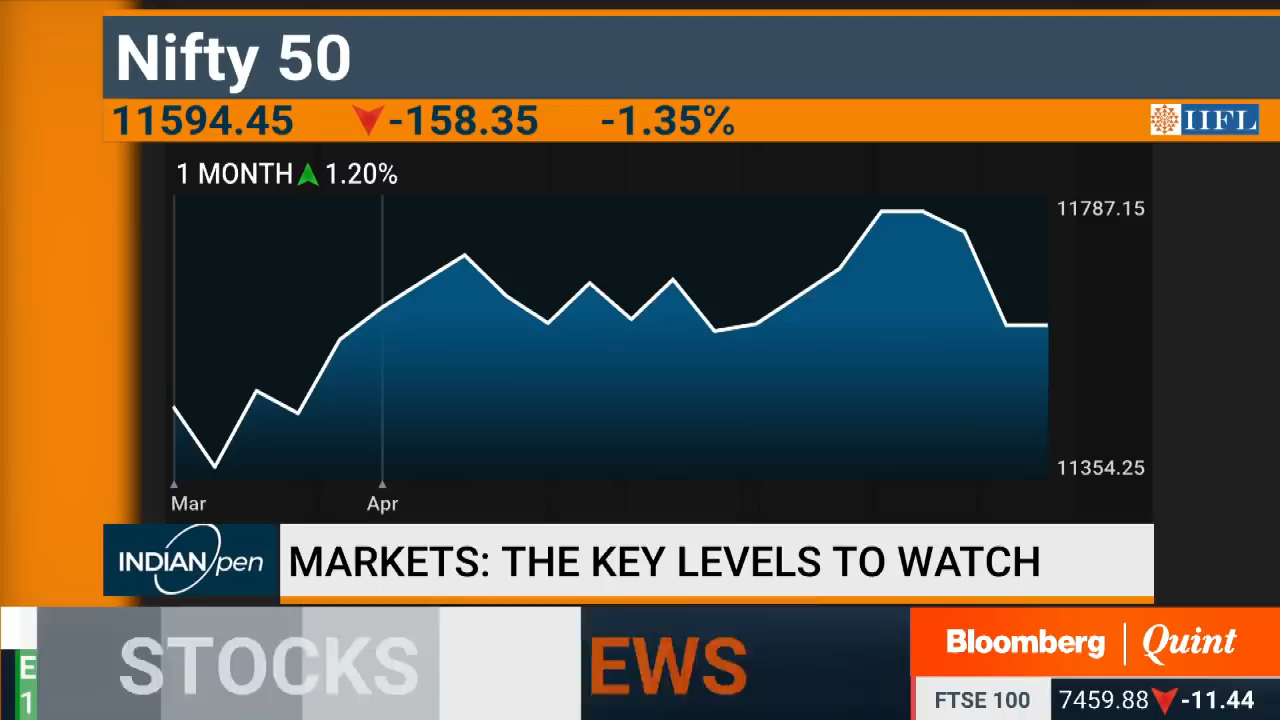 Nifty 50
11594.45 -158.35 -1.35%
IIFL
1 MONTH 1.20%
11787.15
11354.25
Mar Apr
INDIAN Open
MARKETS: THE KEY LEVELS TO WATCH
E
1
STOCKS
EWS
Bloomberg | Quint
FTSE 100 7459.88 -11.44